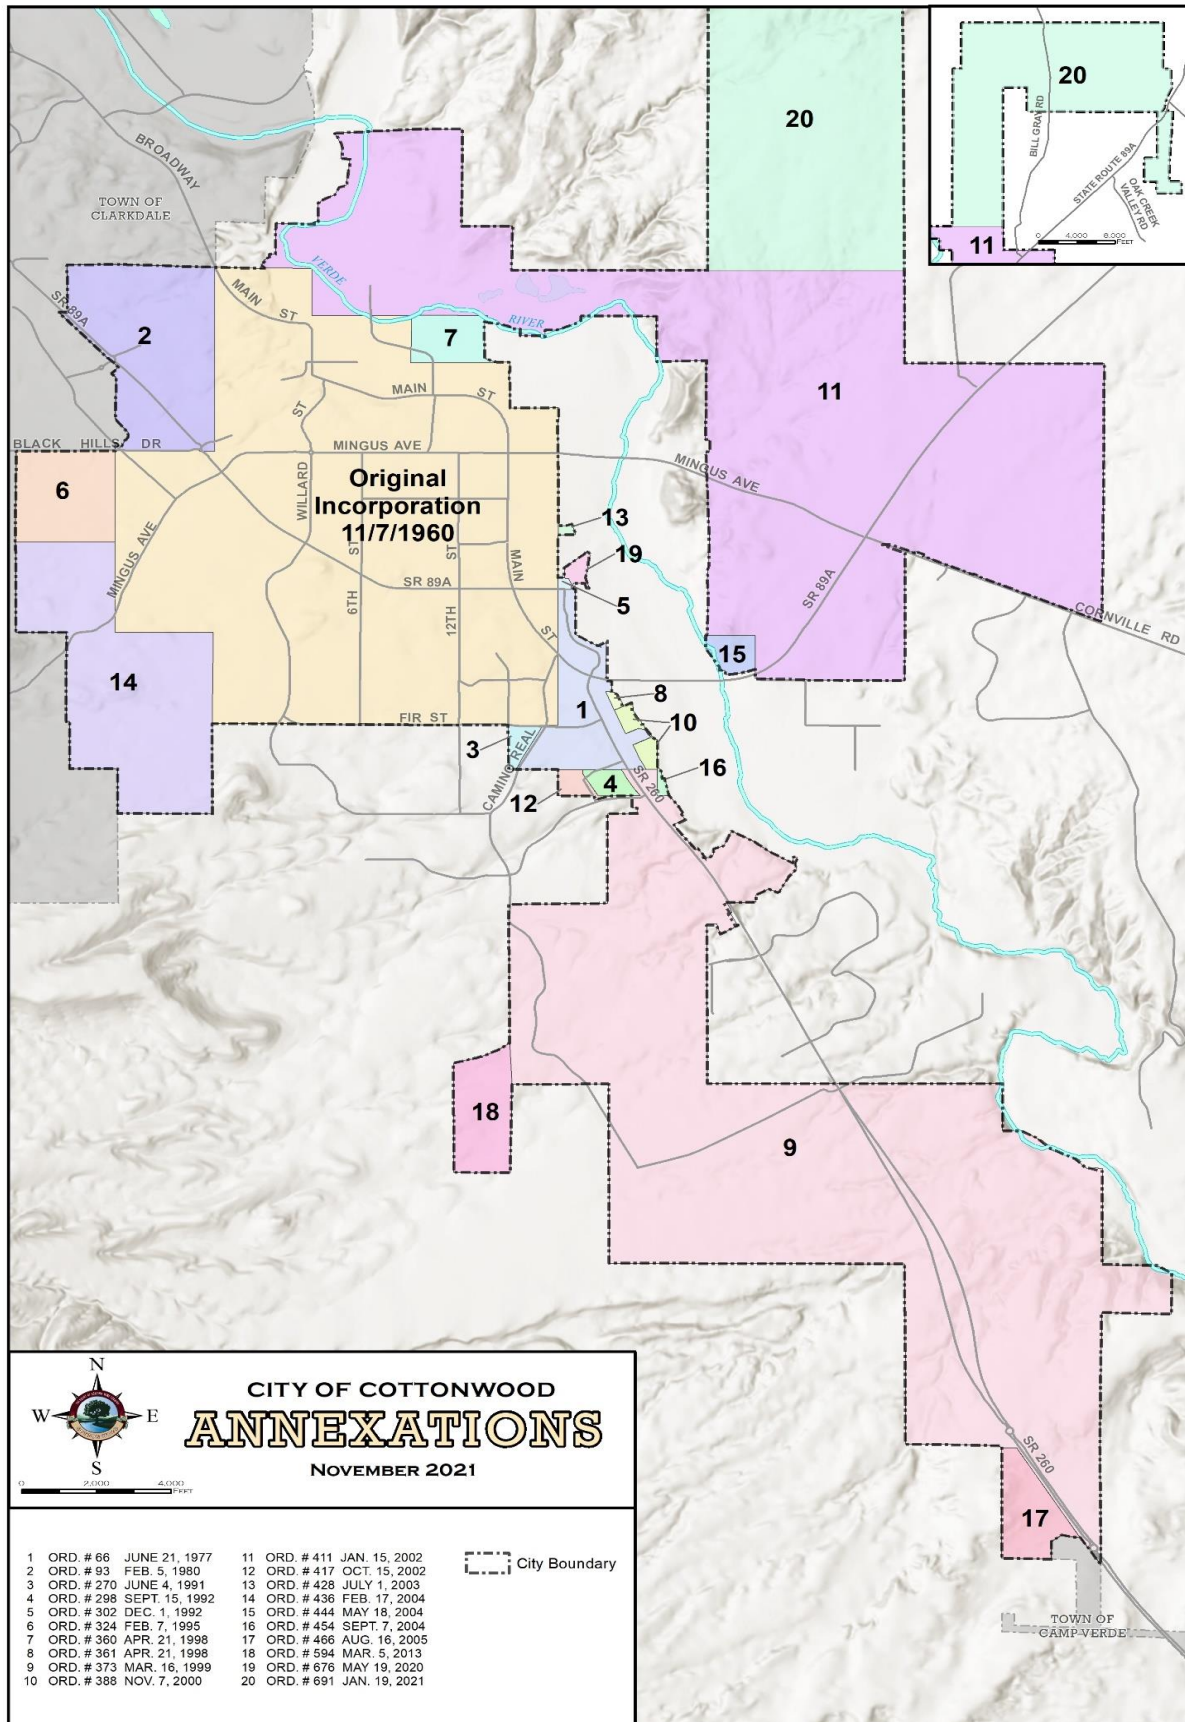 20
20
BILL GRAY RD
STATE ROUTE 89A
OAK CREEK
VALLEY RD
0 4,000 8,000
FEET
11
BROADWAY
TOWN OF
CLARKDALE
VERDE
RIVER
MAIN ST
SR 89A
2
7
11
MAIN ST
BLACK HILLS DR
MINGUS AVE
MINGUS AVE
6
WILLARD ST
Original
Incorporation
11/7/1960
13
19
MINGUS AVE
6TH ST
12TH ST
MAIN ST
SR 89A
5
SR 89A
CORNVILLE RD
15
14
8
1
10
FIR ST
3
CAMINO REAL
16
12
4
SR 260
18
9
SR 260
17
TOWN OF
CAMP VERDE
N
W E
S
0 2,000 4,000
FEET
CITY OF COTTONWOOD
ANNEXATIONS
NOVEMBER 2021
1 ORD. # 66 JUNE 21, 1977
2 ORD. # 93 FEB. 5, 1980
3 ORD. # 270 JUNE 4, 1991
4 ORD. # 298 SEPT. 15, 1992
5 ORD. # 302 DEC. 1, 1992
6 ORD. # 324 FEB. 7, 1995
7 ORD. # 360 APR. 21, 1998
8 ORD. # 361 APR. 21, 1998
9 ORD. # 373 MAR. 16, 1999
10 ORD. # 388 NOV. 7, 2000
11 ORD. # 411 JAN. 15, 2002
12 ORD. # 417 OCT. 15, 2002
13 ORD. # 428 JULY 1, 2003
14 ORD. # 436 FEB. 17, 2004
15 ORD. # 444 MAY 18, 2004
16 ORD. # 454 SEPT. 7, 2004
17 ORD. # 466 AUG. 16, 2005
18 ORD. # 594 MAR. 5, 2013
19 ORD. # 676 MAY 19, 2020
20 ORD. # 691 JAN. 19, 2021
City Boundary